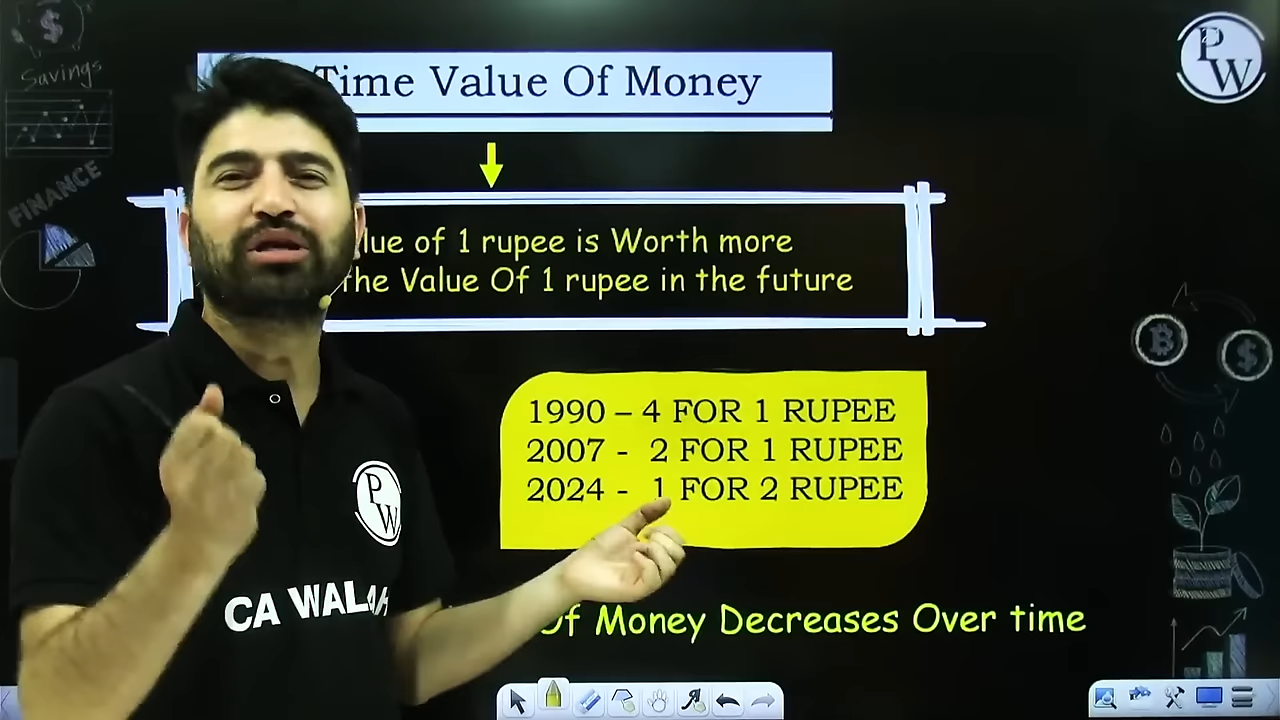 Savings
FINANCE
Time Value Of Money
PW
of 1 rupee is Worth more
the Value Of 1 rupee in the future
1990 – 4 FOR 1 RUPEE
2007 - 2 FOR 1 RUPEE
2024 - 1 FOR 2 RUPEE
Of Money Decreases Over time
PW
CA WALAH